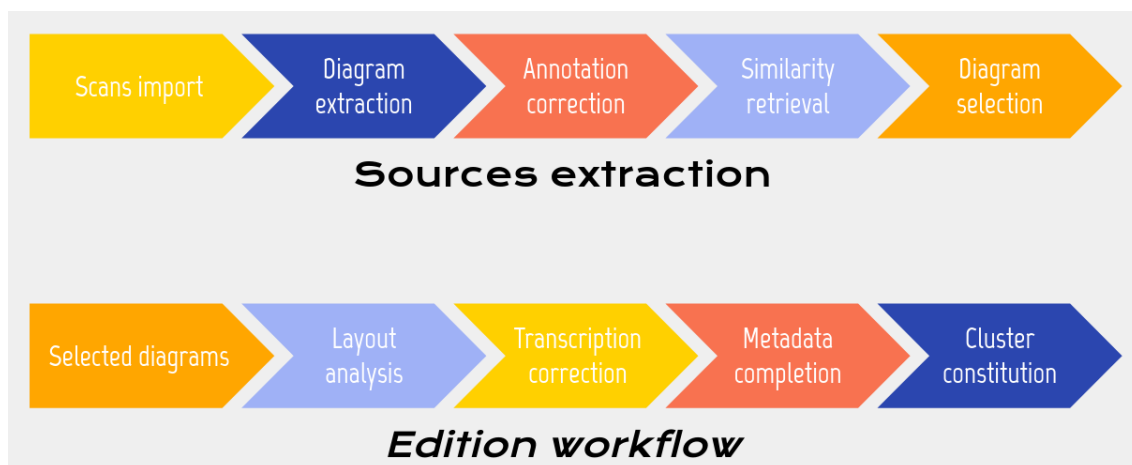 Scans import
Diagram
extraction
Annotation
correction
Similarity
retrieval
Diagram
selection
Sources extraction
Selected diagrams
Layout
analysis
Transcription
correction
Metadata
completion
Cluster
constitution
Edition workflow